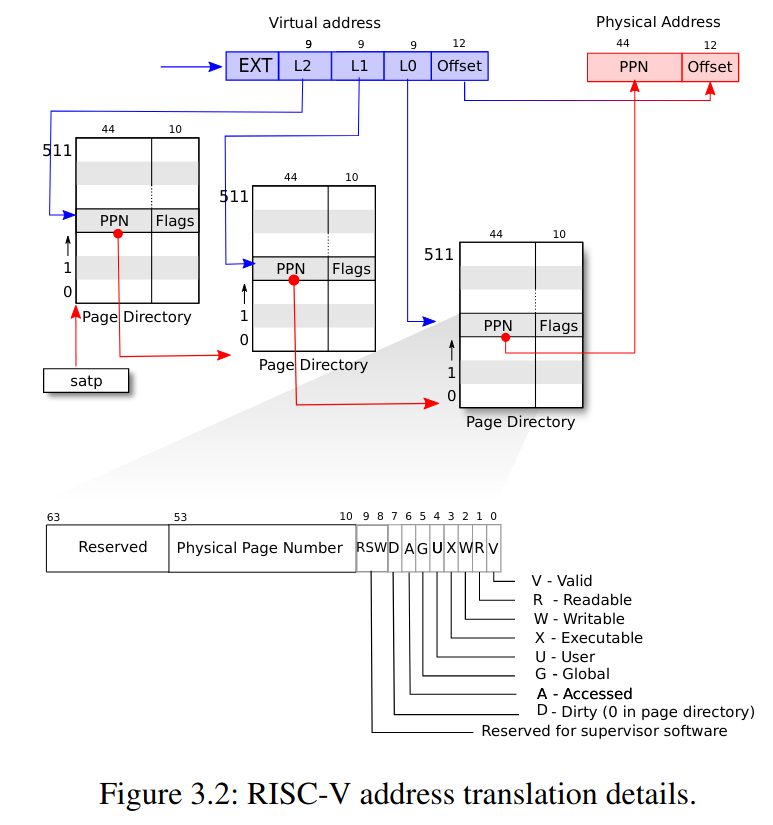 Virtual address
Physical Address
9 9 9 12
EXT L2 L1 L0 Offset
44 12
PPN Offset
44 10
511
PPN Flags
1
0
Page Directory
satp
44 10
511
PPN Flags
1
0
Page Directory
44 10
511
PPN Flags
1
0
Page Directory
63 53 10 9 8 7 6 5 4 3 2 1 0
Reserved Physical Page Number RSW D A G U X W R V
V - Valid
R - Readable
W - Writable
X - Executable
U - User
G - Global
A - Accessed
D - Dirty (0 in page directory)
Reserved for supervisor software
Figure 3.2: RISC-V address translation details.